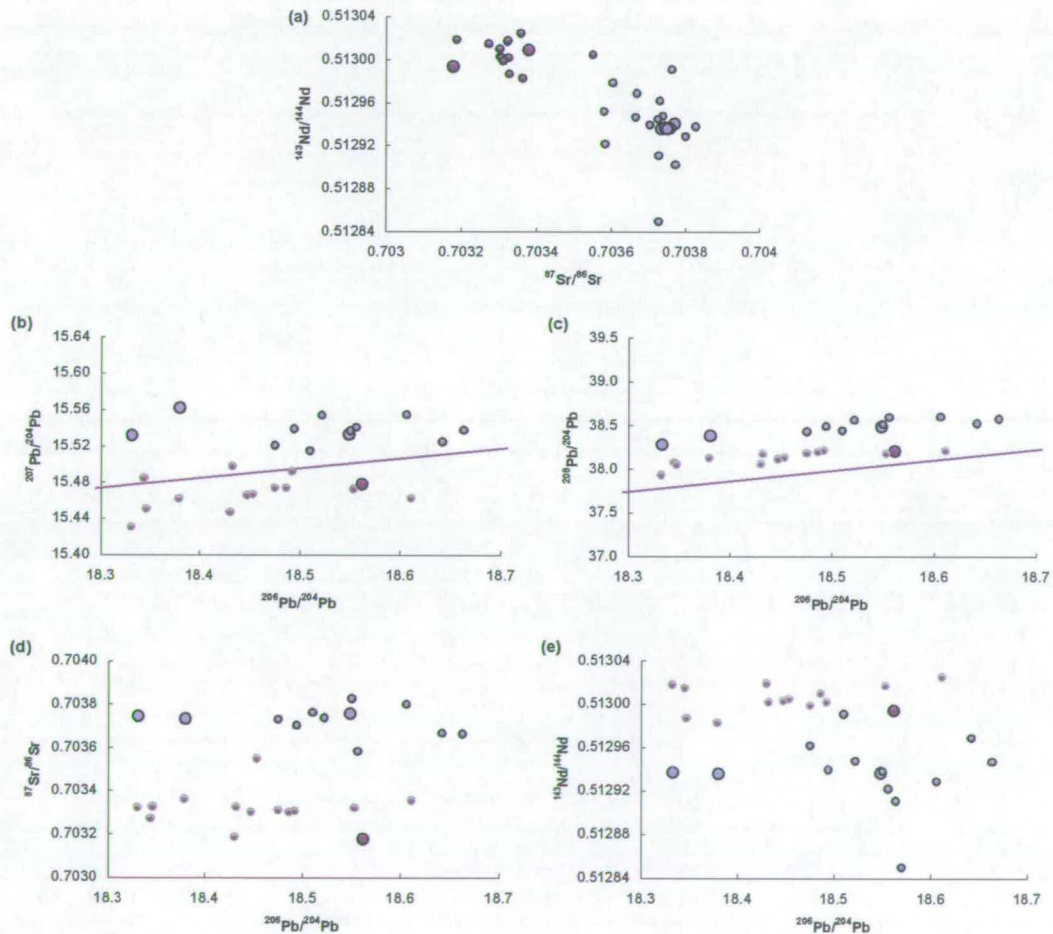 (a)
0.51304
0.51300
0.51296
0.51292
0.51288
0.51284
¹⁴³Nd/¹⁴⁴Nd
0.703 0.7032 0.7034 0.7036 0.7038 0.704
⁸⁷Sr/⁸⁶Sr
(b)
15.64
15.60
15.56
15.52
15.48
15.44
15.40
²⁰⁷Pb/²⁰⁴Pb
18.3 18.4 18.5 18.6 18.7
²⁰⁶Pb/²⁰⁴Pb
(c)
39.5
39.0
38.5
38.0
37.5
37.0
²⁰⁸Pb/²⁰⁴Pb
18.3 18.4 18.5 18.6 18.7
²⁰⁶Pb/²⁰⁴Pb
(d)
0.7040
0.7038
0.7036
0.7034
0.7032
0.7030
⁸⁷Sr/⁸⁶Sr
18.3 18.4 18.5 18.6 18.7
²⁰⁶Pb/²⁰⁴Pb
(e)
0.51304
0.51300
0.51296
0.51292
0.51288
0.51284
¹⁴³Nd/¹⁴⁴Nd
18.3 18.4 18.5 18.6 18.7
²⁰⁶Pb/²⁰⁴Pb